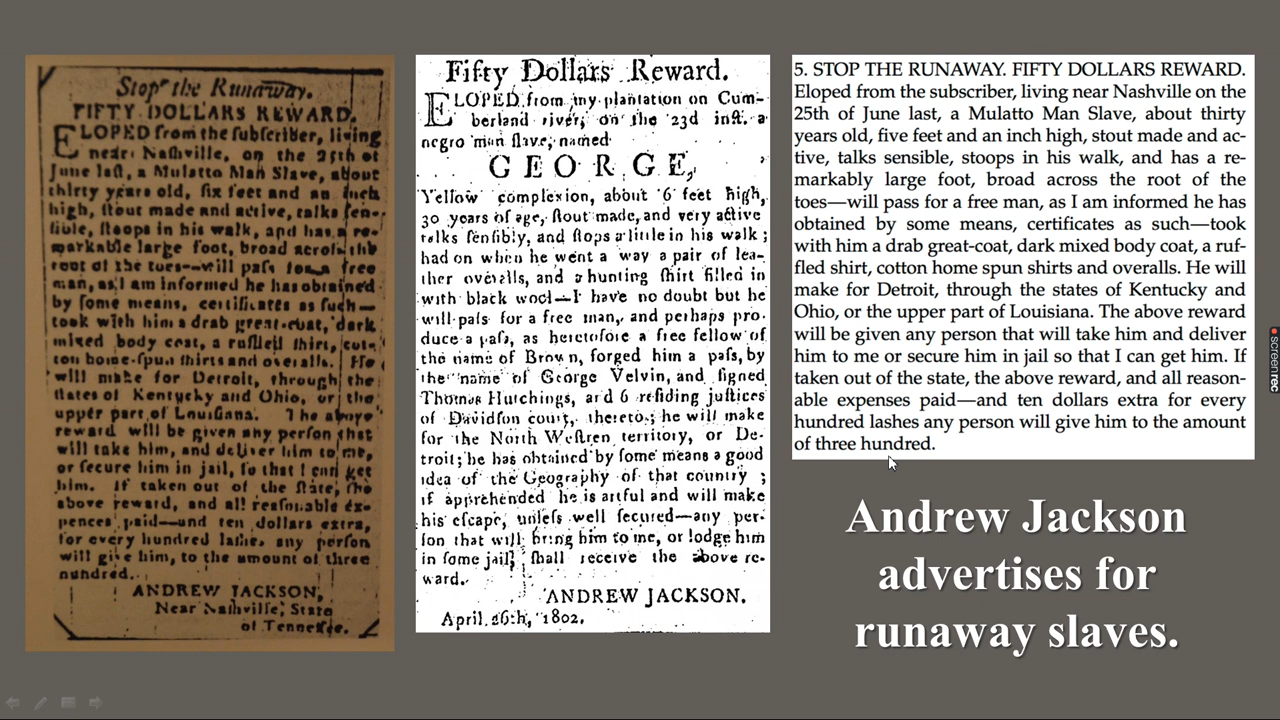 Stop the Runaway.
FIFTY DOLLARS REWARD.
ELOPED from the ſubſcriber, living
near Naſhville, on the 25th of
June laſt, a Mulatto Man Slave, about
thirty years old, ſix feet and an inch
high, ſtout made and active, talks ſen-
ſible, ſtoops in his walk, and has a re-
markable large foot, broad acroſs the
root of the toes—will paſs for a free
man, as I am informed he has obtained
by ſome means, certificates as ſuch—
took with him a drab great-coat, dark
mixed body coat, a ruffled ſhirt, cot-
ton home-ſpun ſhirts and overalls. He
will make for Detroit, through the
ſtates of Kentucky and Ohio, or the
upper part of Louiſiana. The above
reward will be given any perſon that
will take him, and deliver him to me,
or ſecure him in jail, ſo that I can get
him. If taken out of the ſtate, the
above reward, and all reaſonable ex-
pences paid—and ten dollars extra,
for every hundred laſhes any perſon
will give him, to the amount of three
hundred.
ANDREW JACKSON,
Near Naſhville, State
of Tenneſſee.
Fifty Dollars Reward.
ELOPED from my plantation on Cum-
berland river, on the 23d inſt. a
negro man ſlave, named
GEORGE,
Yellow complexion, about 6 feet high,
30 years of age, ſtout made, and very active
talks ſenſibly, and ſtops a little in his walk;
had on when he went a way a pair of lea-
ther overalls, and a hunting ſhirt filled in
with black wool—I have no doubt but he
will paſs for a free man, and perhaps pro-
duce a paſs, as heretofore a free fellow of
the name of Brown, forged him a paſs, by
the name of George Velvin, and ſigned
Thomas Hutchings, and 6 reſiding juſtices
of Davidſon court, thereto; he will make
for the North Weſtren territory, or De-
troit; he has obtained by ſome means a good
idea of the Geography of that country;
if apprehended he is artful and will make
his eſcape, unleſs well ſecured—any per-
ſon that will bring him to me, or lodge him
in ſome jail, ſhall receive the above re-
ward.
ANDREW JACKSON.
April 26th, 1802.
5. STOP THE RUNAWAY. FIFTY DOLLARS REWARD.
Eloped from the subscriber, living near Nashville on the
25th of June last, a Mulatto Man Slave, about thirty
years old, five feet and an inch high, stout made and ac-
tive, talks sensible, stoops in his walk, and has a re-
markably large foot, broad across the root of the
toes—will pass for a free man, as I am informed he has
obtained by some means, certificates as such—took
with him a drab great-coat, dark mixed body coat, a ruf-
fled shirt, cotton home spun shirts and overalls. He will
make for Detroit, through the states of Kentucky and
Ohio, or the upper part of Louisiana. The above reward
will be given any person that will take him and deliver
him to me or secure him in jail so that I can get him. If
taken out of the state, the above reward, and all reason-
able expenses paid—and ten dollars extra for every
hundred lashes any person will give him to the amount
of three hundred.
Andrew Jackson
advertises for
runaway slaves.
screenrec